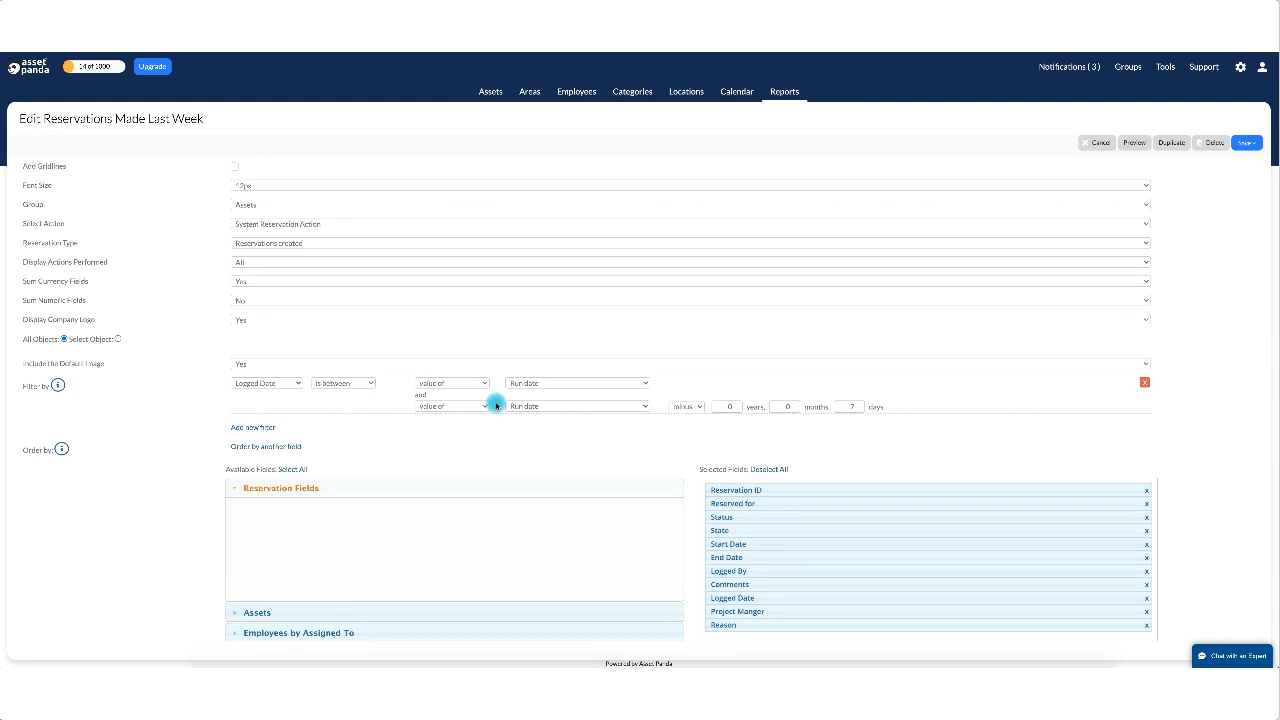 asset panda
14 of 1000
Upgrade
Notifications ( 3 )
Groups
Tools
Support
Assets
Areas
Employees
Categories
Locations
Calendar
Reports
Edit Reservations Made Last Week
Cancel
Preview
Duplicate
Delete
Save
Add Gridlines
Font Size
12px
Group
Assets
Select Action
System Reservation Action
Reservation Type
Reservations created
Display Actions Performed
All
Sum Currency Fields
Yes
Sum Numeric Fields
No
Display Company Logo
Yes
All Objects: Select Object:
Include the Default Image
Yes
Filter by i
Logged Date
is between
value of
Run date
X
and
value of
Run date
minus
0 years,
0 months,
7 days
Add new filter
Order by: i
Order by another field
Available Fields: Select All
Selected Fields: Deselect All
Reservation Fields
Assets
Employees by Assigned To
Reservation ID x
Reserved for x
Status x
State x
Start Date x
End Date x
Logged By x
Comments x
Logged Date x
Project Manger x
Reason x
Chat with an Expert
Powered by Asset Panda